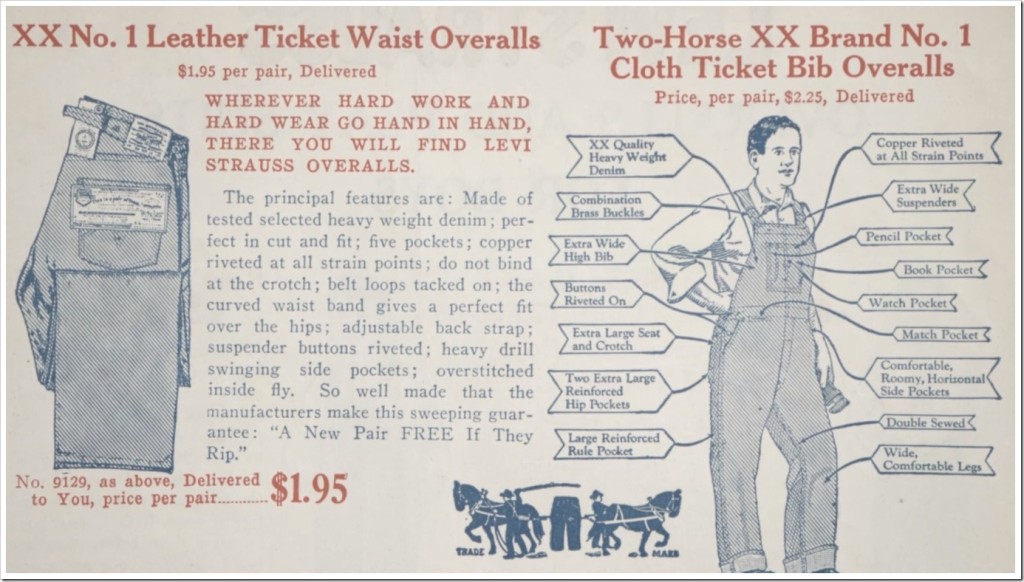 XX No. 1 Leather Ticket Waist Overalls
$1.95 per pair, Delivered
WHEREVER HARD WORK AND
HARD WEAR GO HAND IN HAND,
THERE YOU WILL FIND LEVI
STRAUSS OVERALLS.
The principal features are: Made of
tested selected heavy weight denim; per-
fect in cut and fit; five pockets; copper
riveted at all strain points; do not bind
at the crotch; belt loops tacked on; the
curved waist band gives a perfect fit
over the hips; adjustable back strap;
suspender buttons riveted; heavy drill
swinging side pockets; overstitched
inside fly. So well made that the
manufacturers make this sweeping guar-
antee: "A New Pair FREE If They
Rip."
No. 9129, as above, Delivered
to You, price per pair............$1.95
Two-Horse XX Brand No. 1
Cloth Ticket Bib Overalls
Price, per pair, $2.25, Delivered
XX Quality
Heavy Weight
Denim
Combination
Brass Buckles
Extra Wide
High Bib
Buttons
Riveted On
Extra Large Seat
and Crotch
Two Extra Large
Reinforced
Hip Pockets
Large Reinforced
Rule Pocket
Copper Riveted
at All Strain Points
Extra Wide
Suspenders
Pencil Pocket
Book Pocket
Watch Pocket
Match Pocket
Comfortable,
Roomy, Horizontal
Side Pockets
Double Sewed
Wide,
Comfortable Legs
TRADE MARK